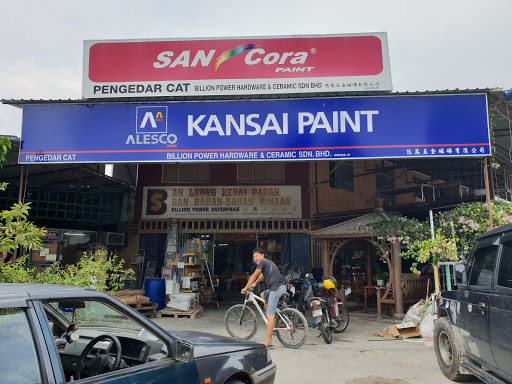 SAN Cora®
PAINT
PENGEDAR CAT BILLION POWER HARDWARE & CERAMIC SDN BHD
ALESCO KANSAI PAINT
PENGEDAR CAT BILLION POWER HARDWARE & CERAMIC SDN. BHD.
AH LEONG KEDAI PAPAN
DAN BAHAN-BAHAN BINAAN
BILLION POWER ENTERPRISE